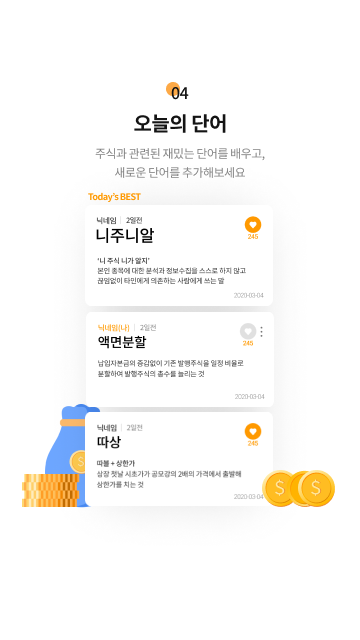 04
오늘의 단어
주식과 관련된 재밌는 단어를 배우고,
새로운 단어를 추가해보세요
Today's BEST
닉네임 | 2일전
니주니알
245
'니 주식 니가 알지'
본인 종목에 대한 분석과 정보수집을 스스로 하지 않고
끊임없이 타인에게 의존하는 사람에게 쓰는 말
2020-03-04
닉네임(나) | 2일전
액면분할
245
납입자본금의 증감없이 기존 발행주식을 일정 비율로
분할하여 발행주식의 총수를 늘리는 것
2020-03-04
닉네임 | 2일전
따상
245
따블 + 상한가
상장 첫날 시초가가 공모강의 2배의 가격에서 출발해
상한가를 치는 것
2020-03-04